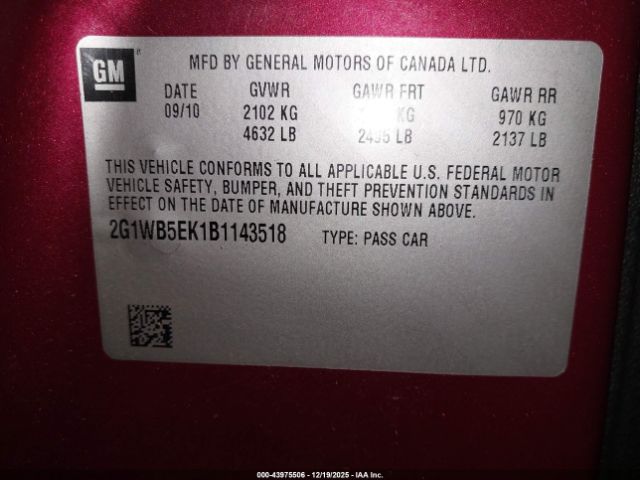 GM
MFD BY GENERAL MOTORS OF CANADA LTD.
DATE GVWR GAWR FRT GAWR RR
09/10 2102 KG KG 970 KG
4632 LB LB 2137 LB
THIS VEHICLE CONFORMS TO ALL APPLICABLE U.S. FEDERAL MOTOR
VEHICLE SAFETY, BUMPER, AND THEFT PREVENTION STANDARDS IN
EFFECT ON THE DATE OF MANUFACTURE SHOWN ABOVE.
2G1WB5EK1B1143518 TYPE: PASS CAR
000-43975506 - 12/19/2025 - IAA Inc.